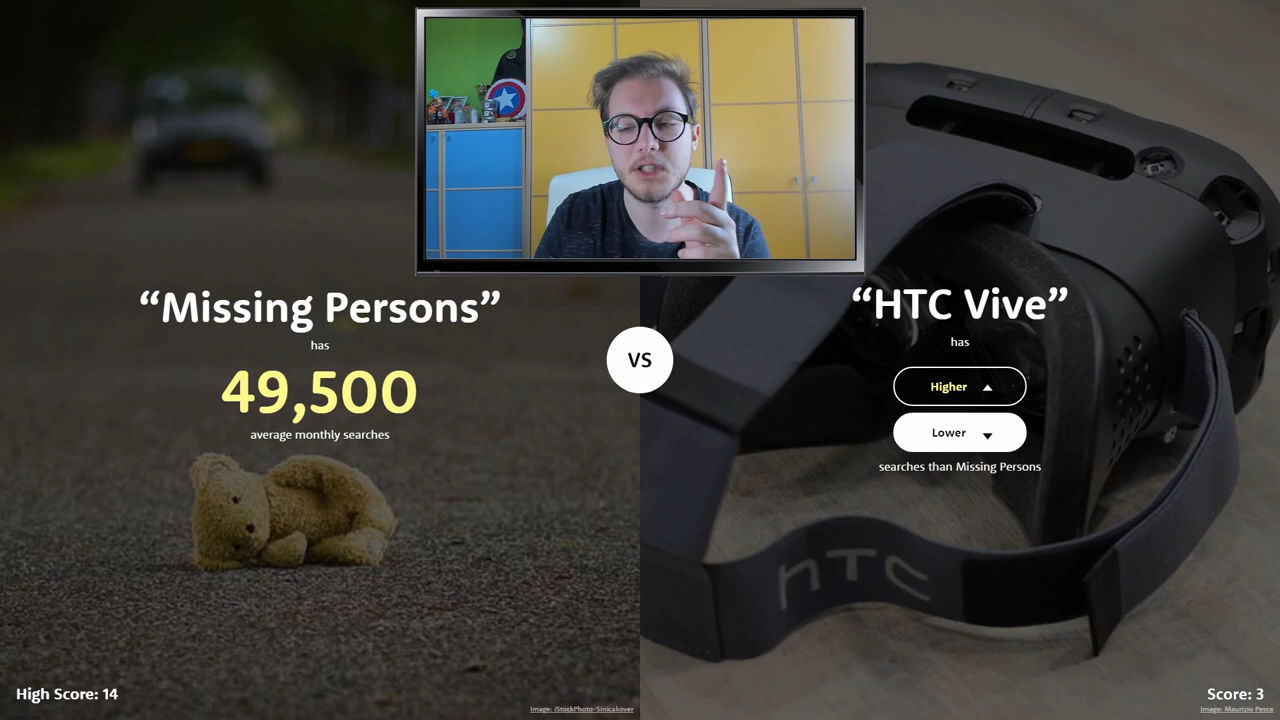 “Missing Persons”
has
49,500
average monthly searches
VS
“HTC Vive”
has
Higher
Lower
searches than Missing Persons
hTC
High Score: 14
Image: iStockPhoto-Sinicakover
Score: 3
Image: Maurizio Pesce